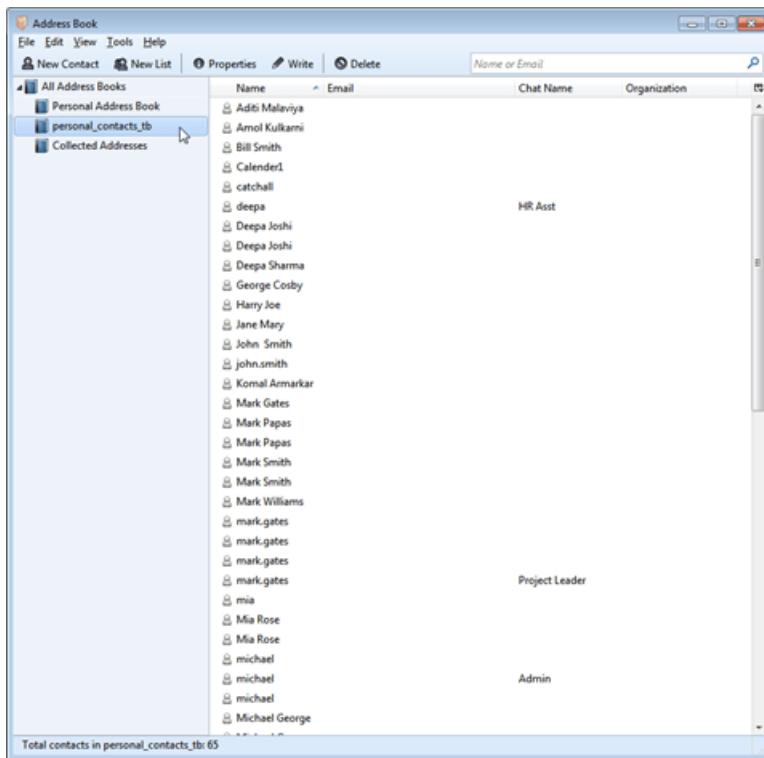 Address Book
File Edit View Tools Help
New Contact New List Properties Write Delete Name or Email
All Address Books
Personal Address Book
personal_contacts_tb
Collected Addresses
Name Email Chat Name Organization
Aditi Malaviya
Amol Kulkarni
Bill Smith
Calender1
catchall
deepa HR Asst
Deepa Joshi
Deepa Joshi
Deepa Sharma
George Cosby
Harry Joe
Jane Mary
John Smith
john.smith
Komal Armarkar
Mark Gates
Mark Papas
Mark Papas
Mark Smith
Mark Smith
Mark Williams
mark.gates
mark.gates
mark.gates
mark.gates Project Leader
mia
Mia Rose
Mia Rose
michael
michael Admin
michael
Michael George
Total contacts in personal_contacts_tb: 65